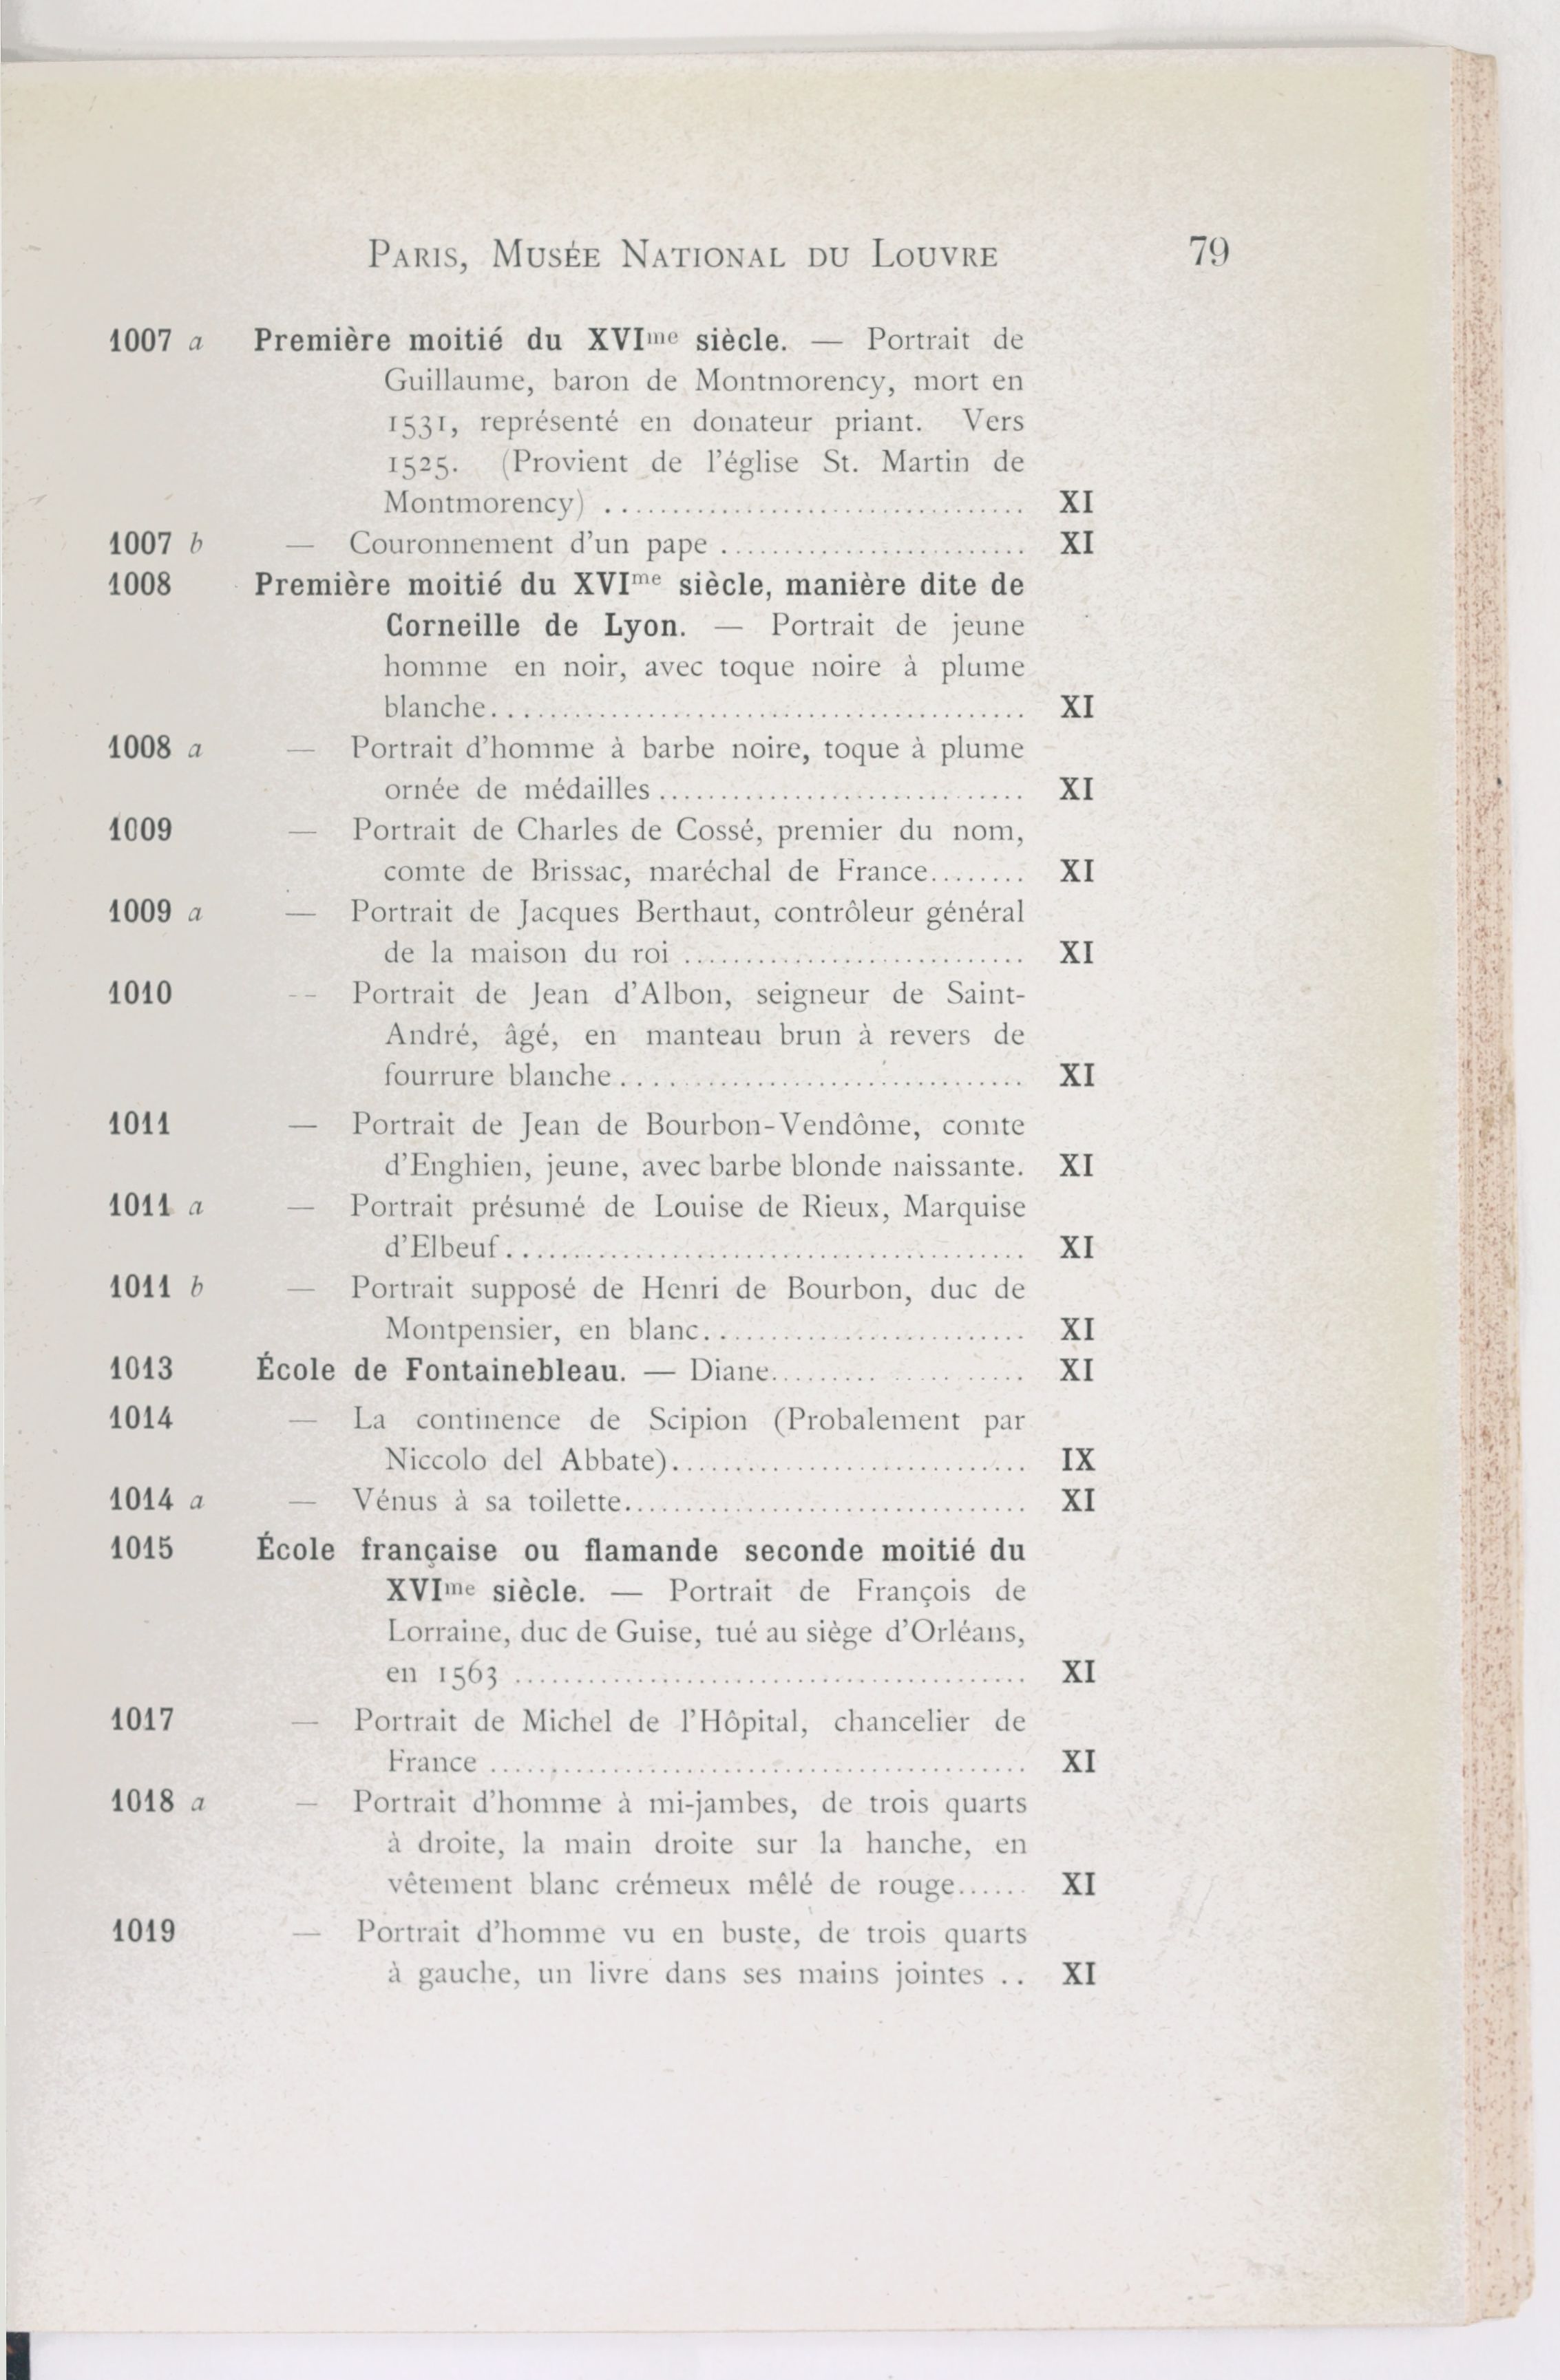 PARIS, MUSÉE NATIONAL DU LOUVRE 79
1007 a Première moitié du XVIme siècle. — Portrait de
Guillaume, baron de Montmorency, mort en
1531, représenté en donateur priant. Vers
1525. (Provient de l'église St. Martin de
Montmorency) .................................. XI
1007 b — Couronnement d'un pape ......................... XI
1008 Première moitié du XVIme siècle, manière dite de
Corneille de Lyon. — Portrait de jeune
homme en noir, avec toque noire à plume
blanche........................................... XI
1008 a — Portrait d'homme à barbe noire, toque à plume
ornée de médailles .............................. XI
1009 — Portrait de Charles de Cossé, premier du nom,
comte de Brissac, maréchal de France........ XI
1009 a — Portrait de Jacques Berthaut, contrôleur général
de la maison du roi ............................ XI
1010 -- Portrait de Jean d'Albon, seigneur de Saint-
André, âgé, en manteau brun à revers de
fourrure blanche................................. XI
1011 — Portrait de Jean de Bourbon-Vendôme, comte
d'Enghien, jeune, avec barbe blonde naissante. XI
1011 a — Portrait présumé de Louise de Rieux, Marquise
d'Elbeuf.......................................... XI
1011 b — Portrait supposé de Henri de Bourbon, duc de
Montpensier, en blanc.......................... XI
1013 École de Fontainebleau. — Diane..................... XI
1014 — La continence de Scipion (Probalement par
Niccolo del Abbate)............................. IX
1014 a — Vénus à sa toilette................................. XI
1015 École française ou flamande seconde moitié du
XVIme siècle. — Portrait de François de
Lorraine, duc de Guise, tué au siège d'Orléans,
en 1563 .......................................... XI
1017 — Portrait de Michel de l'Hôpital, chancelier de
France ............................................ XI
1018 a — Portrait d'homme à mi-jambes, de trois quarts
à droite, la main droite sur la hanche, en
vêtement blanc crémeux mêlé de rouge...... XI
1019 — Portrait d'homme vu en buste, de trois quarts
à gauche, un livre dans ses mains jointes .. XI